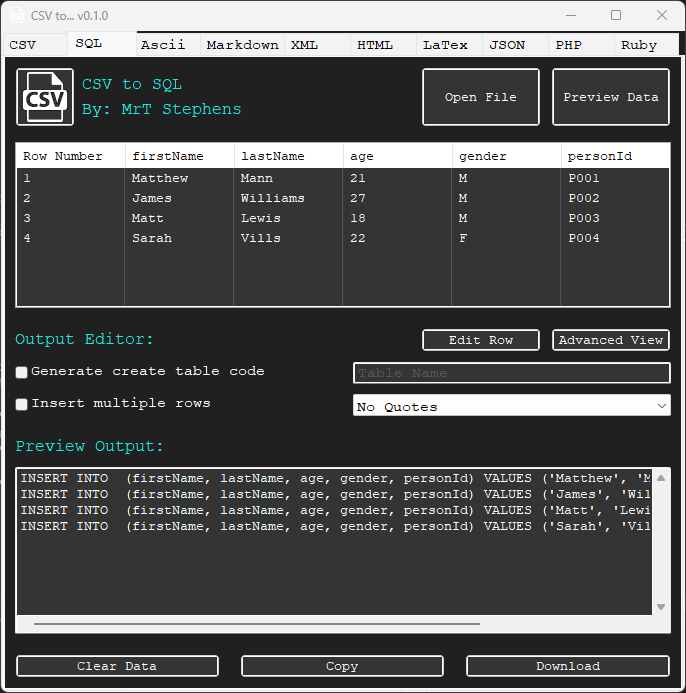 CSV to... v0.1.0
CSV SQL Ascii Markdown XML HTML LaTex JSON PHP Ruby
CSV
CSV to SQL
By: MrT Stephens
Open File Preview Data
Row Number firstName lastName age gender personId
1 Matthew Mann 21 M P001
2 James Williams 27 M P002
3 Matt Lewis 18 M P003
4 Sarah Vills 22 F P004
Output Editor: Edit Row Advanced View
Generate create table code Table Name
Insert multiple rows No Quotes
Preview Output:
INSERT INTO  (firstName, lastName, age, gender, personId) VALUES ('Matthew', 'M
INSERT INTO  (firstName, lastName, age, gender, personId) VALUES ('James', 'Wil
INSERT INTO  (firstName, lastName, age, gender, personId) VALUES ('Matt', 'Lewi
INSERT INTO  (firstName, lastName, age, gender, personId) VALUES ('Sarah', 'Vil
Clear Data Copy Download